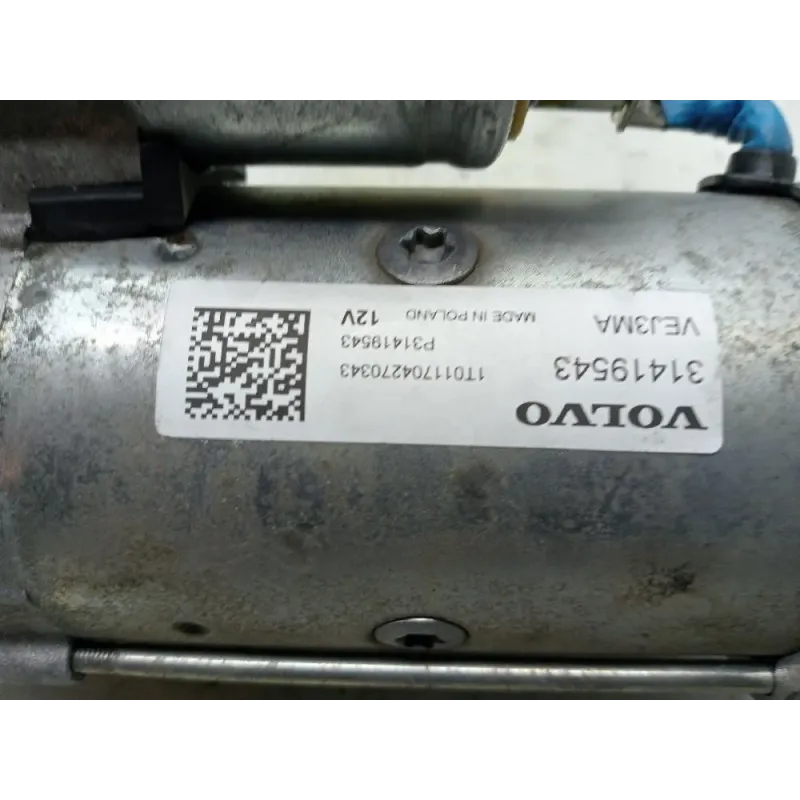 VOLVO
31419543
VEJ3MA
1T011704270343
P31419543
MADE IN POLAND 12V